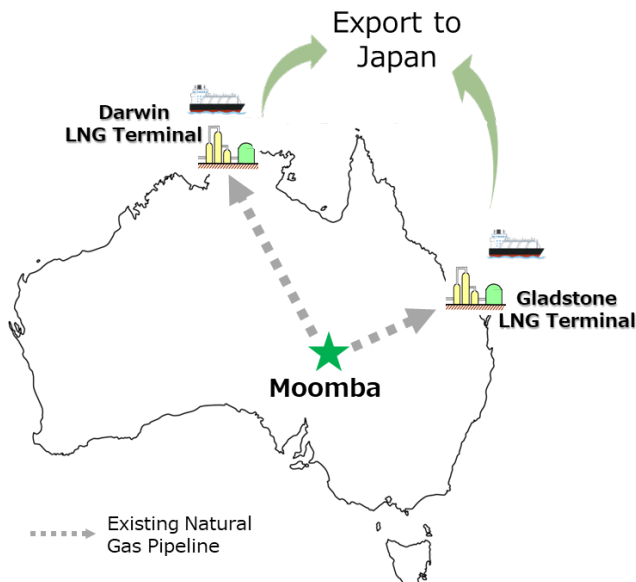 Export to
Japan
Darwin
LNG Terminal
Gladstone
LNG Terminal
Moomba
Existing Natural
Gas Pipeline